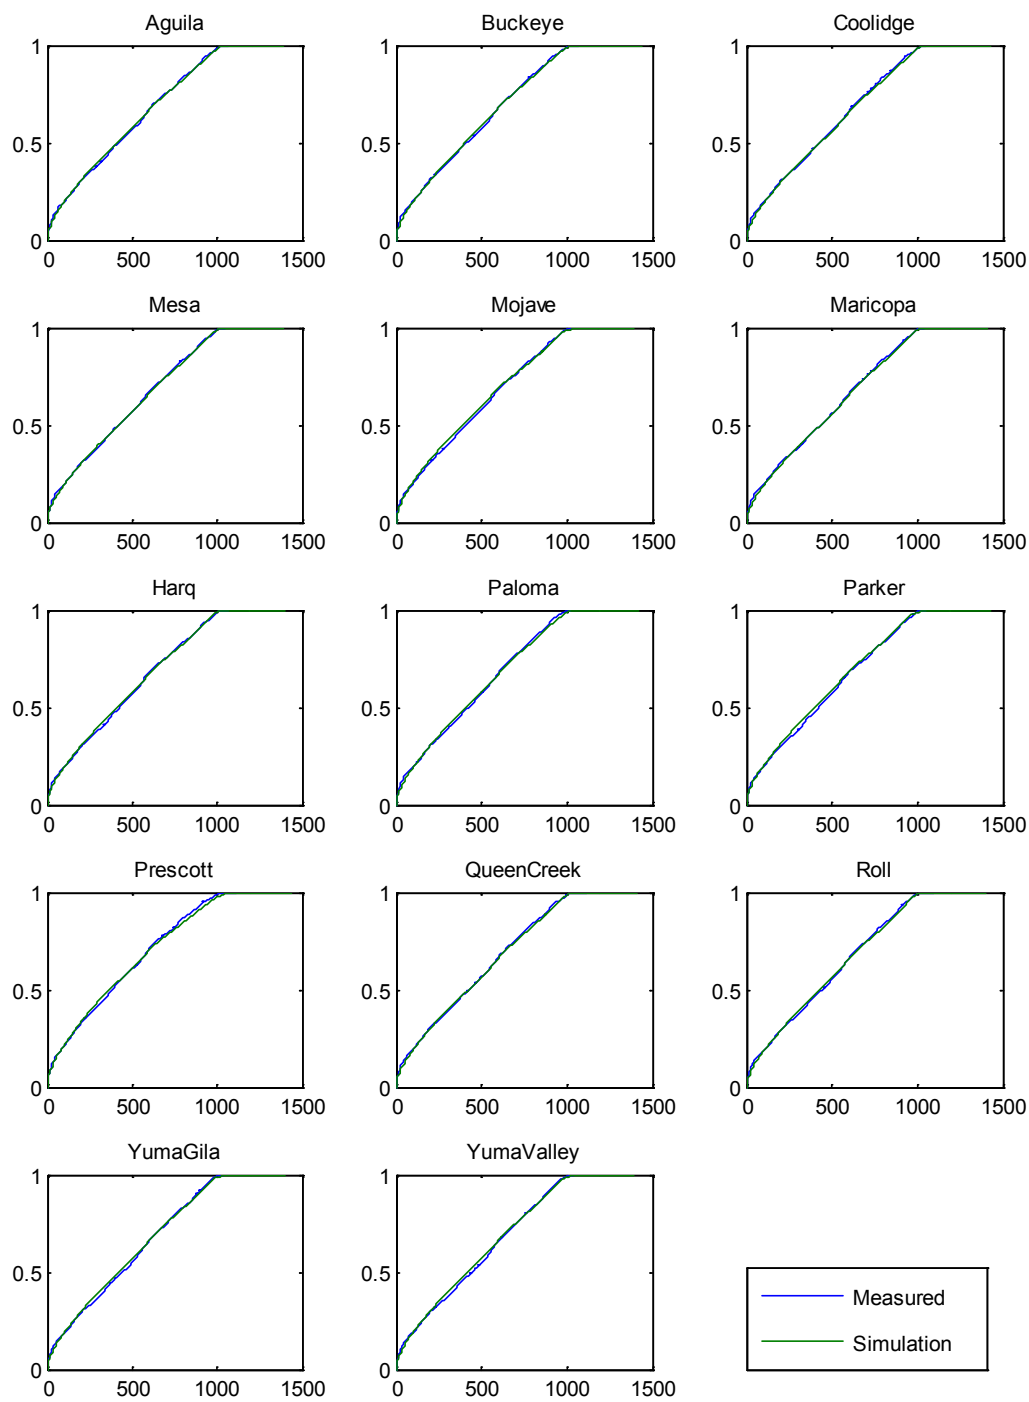 Aguila Buckeye Coolidge
1 1 1
0.5 0.5 0.5
0 0 0
0 500 1000 1500 0 500 1000 1500 0 500 1000 1500
Mesa Mojave Maricopa
1 1 1
0.5 0.5 0.5
0 0 0
0 500 1000 1500 0 500 1000 1500 0 500 1000 1500
Harq Paloma Parker
1 1 1
0.5 0.5 0.5
0 0 0
0 500 1000 1500 0 500 1000 1500 0 500 1000 1500
Prescott QueenCreek Roll
1 1 1
0.5 0.5 0.5
0 0 0
0 500 1000 1500 0 500 1000 1500 0 500 1000 1500
YumaGila YumaValley
1 1
0.5 0.5
0 0
0 500 1000 1500 0 500 1000 1500
Measured
Simulation